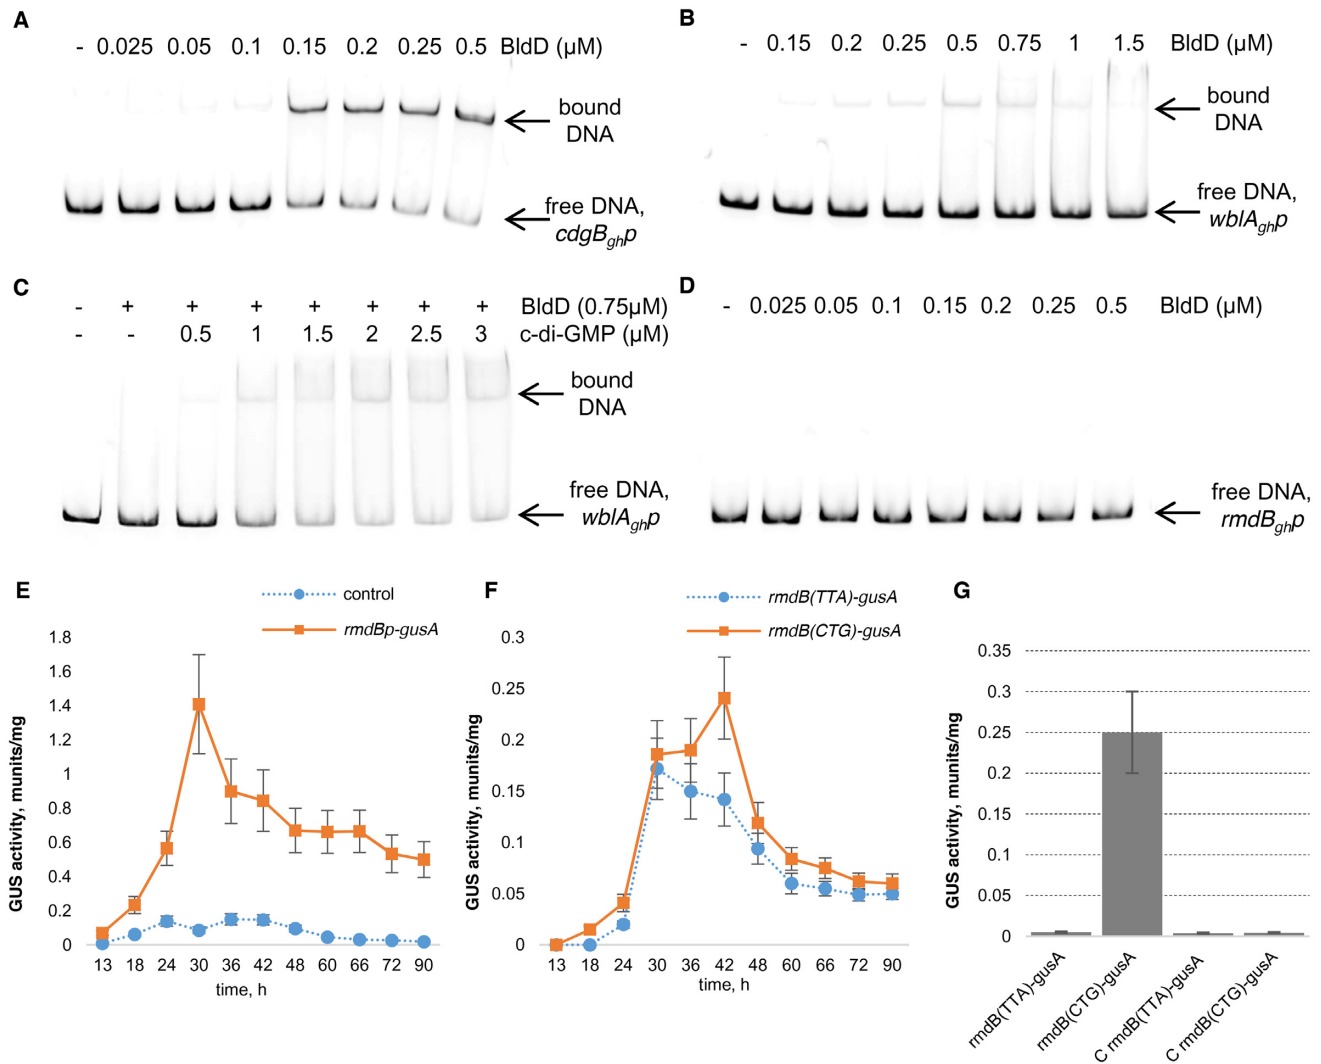 A
- 0.025 0.05 0.1 0.15 0.2 0.25 0.5 BldD (µM)
bound
DNA
free DNA,
cdgBghp
B
- 0.15 0.2 0.25 0.5 0.75 1 1.5 BldD (µM)
bound
DNA
free DNA,
wblAghp
C
- + + + + + + + BldD (0.75µM)
- - 0.5 1 1.5 2 2.5 3 c-di-GMP (µM)
bound
DNA
free DNA,
wblAghp
D
- 0.025 0.05 0.1 0.15 0.2 0.25 0.5 BldD (µM)
free DNA,
rmdBghp
E
control
rmdBp-gusA
GUS activity, munits/mg
1.8
1.6
1.4
1.2
1
0.8
0.6
0.4
0.2
0
13 18 24 30 36 42 48 60 66 72 90
time, h
F
rmdB(TTA)-gusA
rmdB(CTG)-gusA
GUS activity, munits/mg
0.3
0.25
0.2
0.15
0.1
0.05
0
13 18 24 30 36 42 48 60 66 72 90
time, h
G
GUS activity, munits/mg
0.35
0.3
0.25
0.2
0.15
0.1
0.05
0
rmdB(TTA)-gusA
rmdB(CTG)-gusA
C rmdB(TTA)-gusA
C rmdB(CTG)-gusA